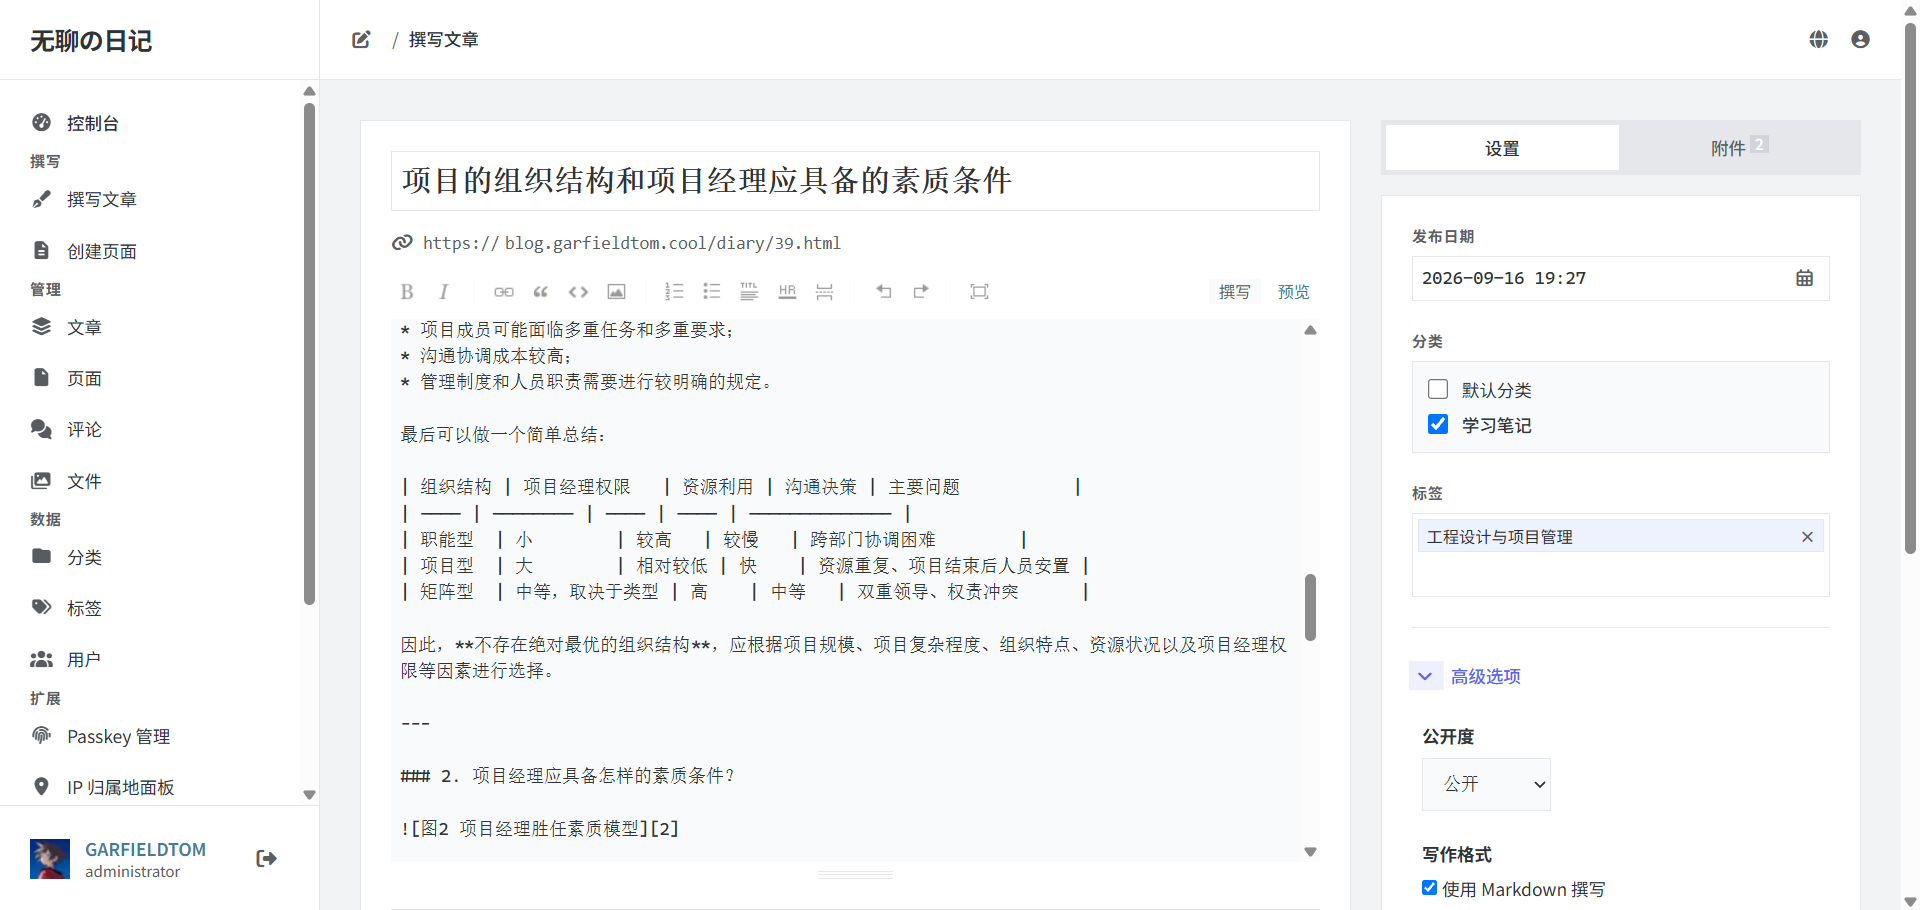 无聊の日记
/ 撰写文章
控制台
撰写
撰写文章
创建页面
管理
文章
页面
评论
文件
数据
分类
标签
用户
扩展
Passkey 管理
IP 归属地面板
GARFIELDTOM
administrator
项目的组织结构和项目经理应具备的素质条件
https:// blog.garfieldtom.cool/diary/39.html
B I TITL HR
撰写 预览
* 项目成员可能面临多重任务和多重要求；
* 沟通协调成本较高；
* 管理制度和人员职责需要进行较明确的规定。
最后可以做一个简单总结：
| 组织结构 | 项目经理权限 | 资源利用 | 沟通决策 | 主要问题 |
| ---- | -------- | ---- | ---- | -------------- |
| 职能型 | 小 | 较高 | 较慢 | 跨部门协调困难 |
| 项目型 | 大 | 相对较低 | 快 | 资源重复、项目结束后人员安置 |
| 矩阵型 | 中等，取决于类型 | 高 | 中等 | 双重领导、权责冲突 |
因此，**不存在绝对最优的组织结构**，应根据项目规模、项目复杂程度、组织特点、资源状况以及项目经理权
限等因素进行选择。
---
### 2. 项目经理应具备怎样的素质条件？
![图2 项目经理胜任素质模型][2]
设置
附件 2
发布日期
2026-09-16 19:27
分类
默认分类
学习笔记
标签
工程设计与项目管理 ×
高级选项
公开度
公开
写作格式
使用 Markdown 撰写